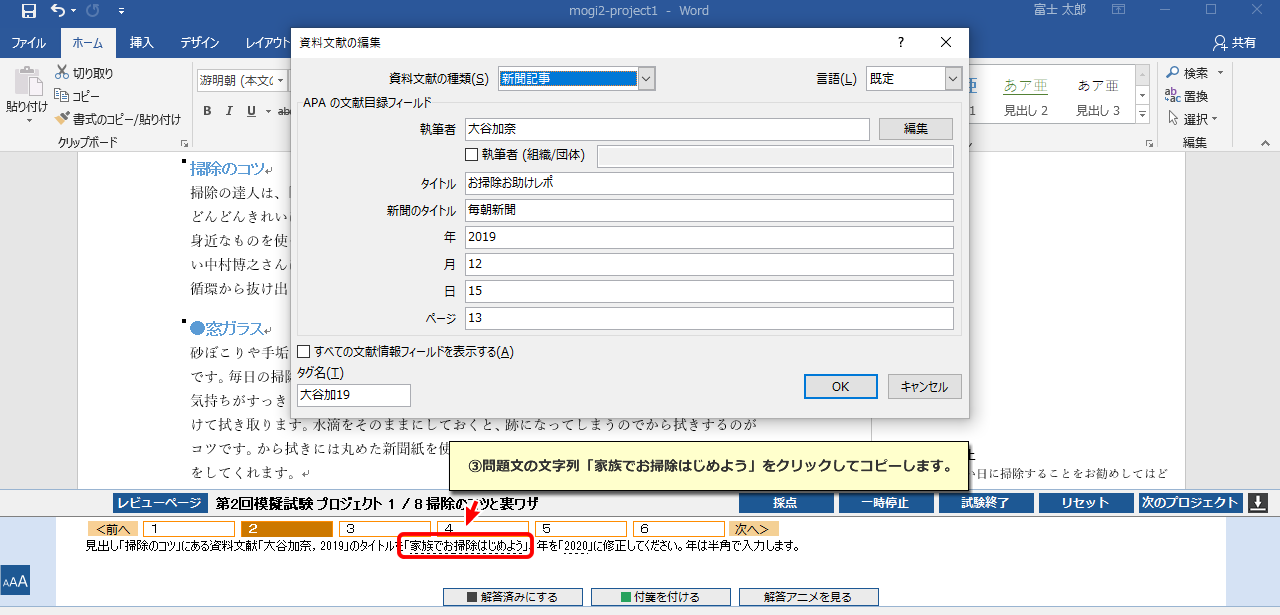 mogi2-project1 - Word
富士 太郎
ファイル
ホーム
挿入
デザイン
レイアウト
共有
貼り付け
切り取り
コピー
書式のコピー/貼り付け
クリップボード
游明朝 (本文の
B I U abc
あア亜 あア亜
1 見出し 2 見出し 3
検索
置換
選択
編集
資料文献の編集
?
資料文献の種類(S)
新聞記事
言語(L)
既定
APA の文献目録フィールド
執筆者
大谷加奈
編集
執筆者 (組織/団体)
タイトル
お掃除お助けレポ
新聞のタイトル
毎朝新聞
年
2019
月
12
日
15
ページ
13
すべての文献情報フィールドを表示する(A)
タグ名(T)
大谷加19
OK
キャンセル
掃除のコツ
掃除の達人は、
どんどんきれい
身近なものを使
い中村博之さん
循環から抜け出
●窓ガラス
砂ぼこりや手垢
です。毎日の掃除
気持ちがすっき
けて拭き取ります。水滴をそのままにしておくと、跡になってしまうのでから拭きするのが
コツです。から拭きには丸めた新聞紙を使
をしてくれます。
い日に掃除することをお勧めしてはど
③問題文の文字列「家族でお掃除はじめよう」をクリックしてコピーします。
レビューページ
第2回模擬試験 プロジェクト 1 / 8 掃除のコツと裏ワザ
採点
一時停止
試験終了
リセット
次のプロジェクト
<前へ
1
2
3
4
5
6
次へ>
見出し「掃除のコツ」にある資料文献「大谷加奈, 2019」のタイトルを「家族でお掃除はじめよう」、年を「2020」に修正してください。年は半角で入力します。
AAA
解答済みにする
付箋を付ける
解答アニメを見る